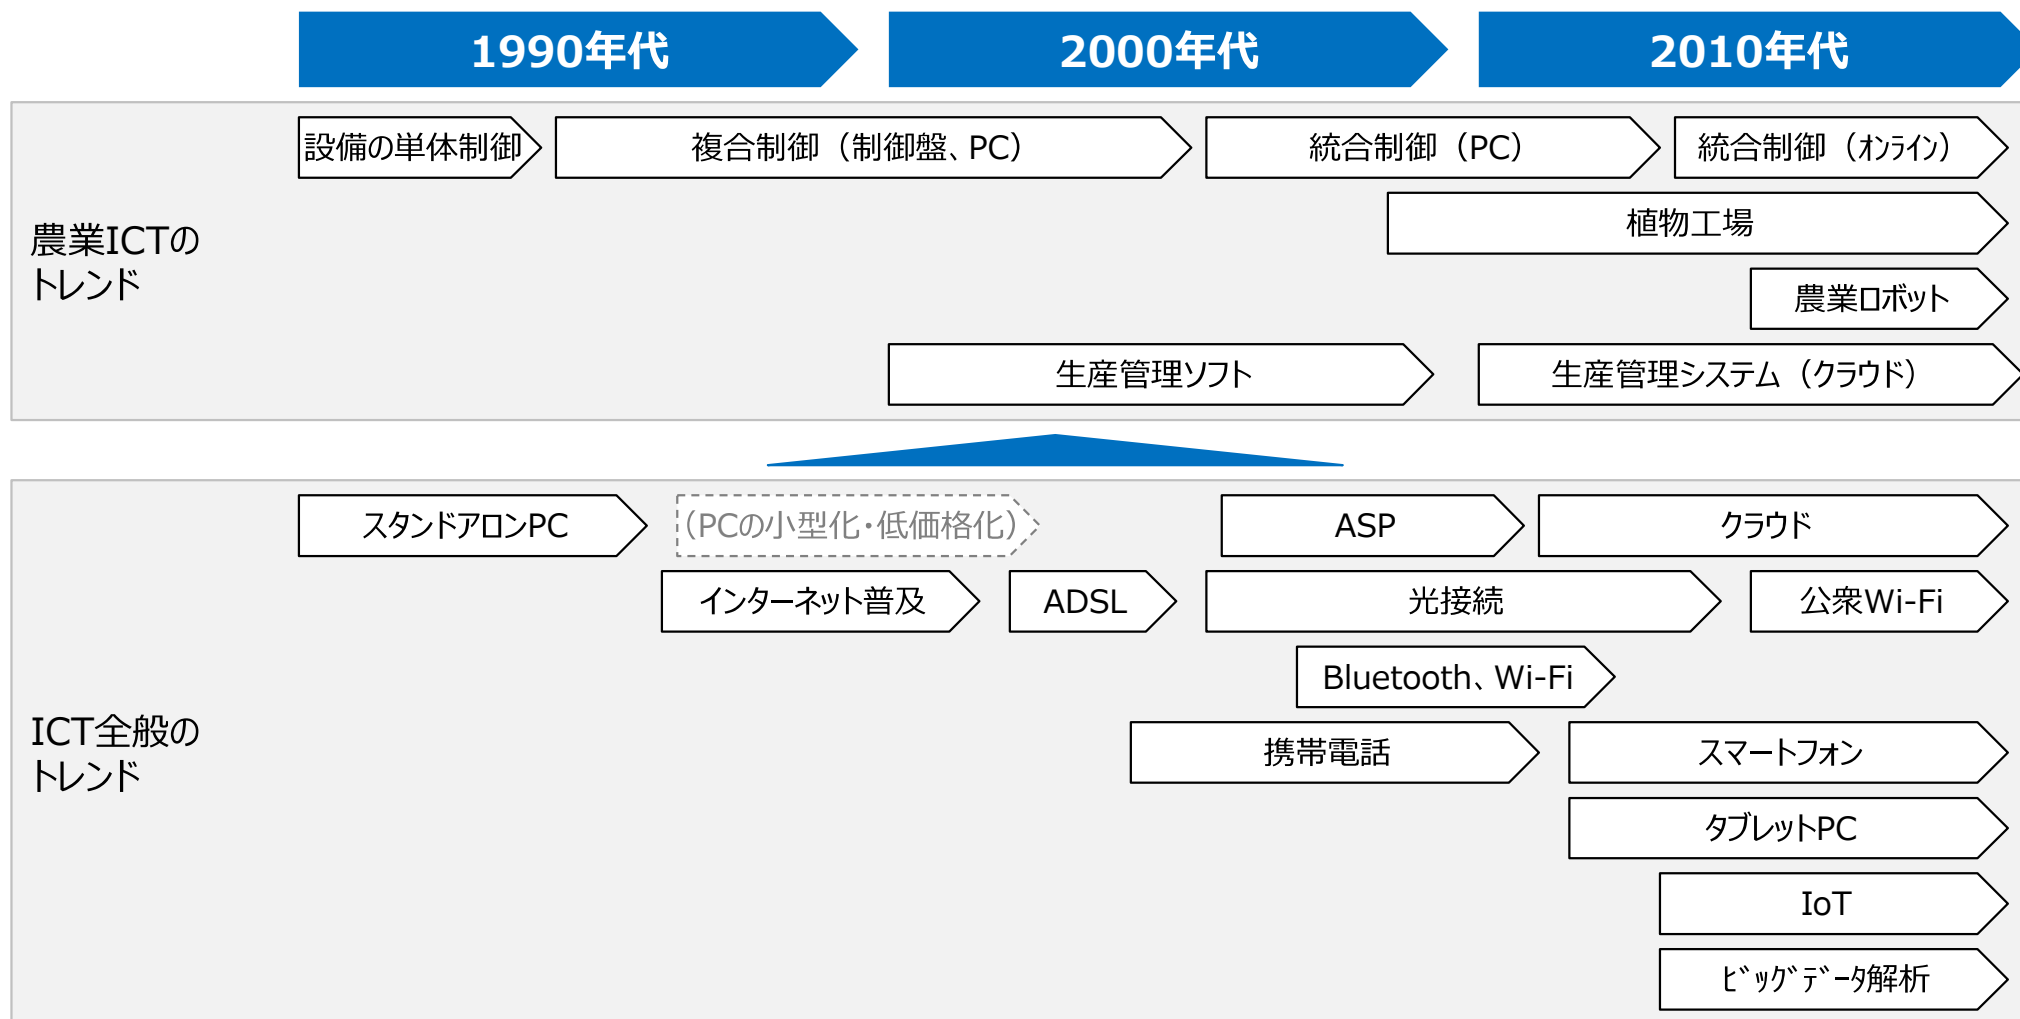 1990年代
2000年代
2010年代
設備の単体制御
複合制御（制御盤、PC）
統合制御（PC）
統合制御（ｵﾝﾗｲﾝ）
植物工場
農業ICTの
トレンド
農業ロボット
生産管理ソフト
生産管理システム（クラウド）
スタンドアロンPC
（PCの小型化・低価格化）
ASP
クラウド
インターネット普及
ADSL
光接続
公衆Wi-Fi
Bluetooth、Wi-Fi
ICT全般の
トレンド
携帯電話
スマートフォン
タブレットPC
IoT
ﾋﾞｯｸﾞﾃﾞｰﾀ解析